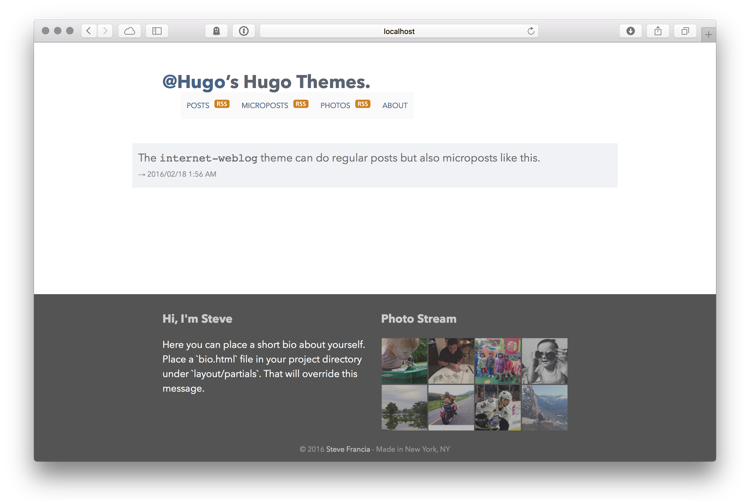 localhost
@Hugo's Hugo Themes.
POSTS RSS MICROPOSTS RSS PHOTOS RSS ABOUT
The internet-weblog theme can do regular posts but also microposts like this.
→ 2016/02/18 1:56 AM
Hi, I'm Steve
Here you can place a short bio about yourself.
Place a `bio.html` file in your project directory
under `layout/partials`. That will override this
message.
Photo Stream
© 2016 Steve Francia - Made in New York, NY